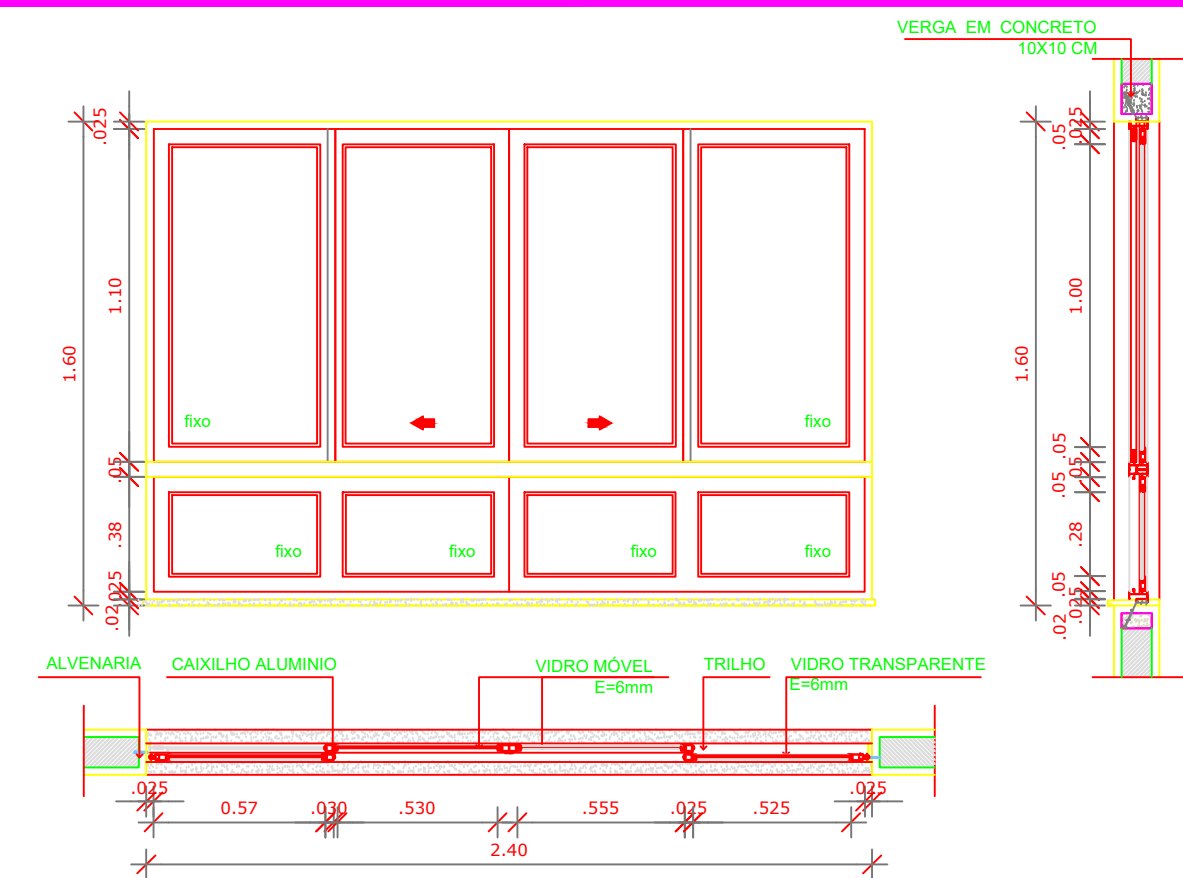 VERGA EM CONCRETO
10X10 CM
.025
1.10
1.60
.05
.38
.025
.02
fixo
fixo
fixo
fixo
fixo
fixo
.025
.05
1.00
1.60
.05
.05
.05
.28
.05
.025
.02
ALVENARIA
CAIXILHO ALUMINIO
VIDRO MÓVEL
E=6mm
TRILHO
VIDRO TRANSPARENTE
E=6mm
.025
0.57
.030
.530
.555
.025
.525
.025
2.40